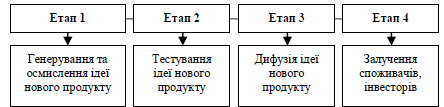 Етап 1
Етап 2
Етап 3
Етап 4
Генерування та
осмислення ідеї
нового продукту
Тестування
ідеї нового
продукту
Дифузія ідеї
нового
продукту
Залучення
споживачів,
інвесторів